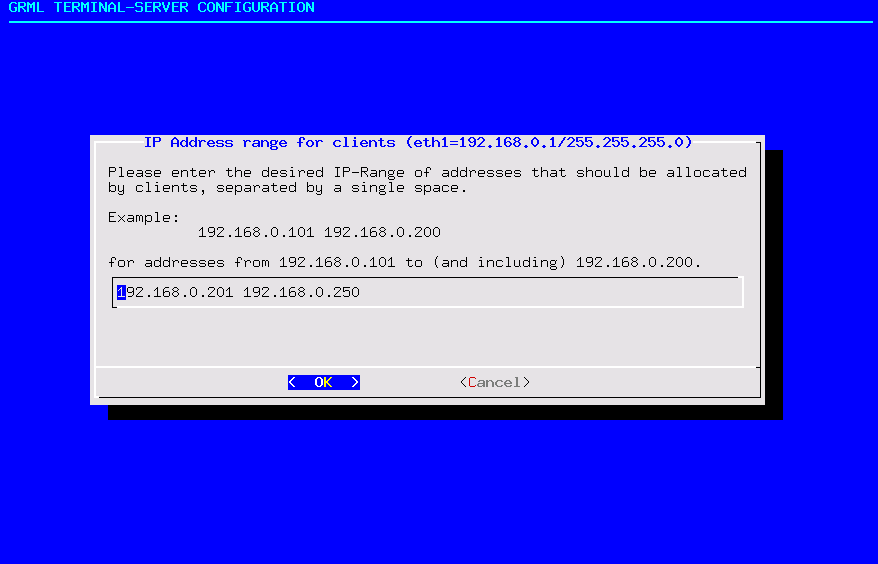 GRML TERMINAL-SERVER CONFIGURATION
IP Address range for clients (eth1=192.168.0.1/255.255.255.0)
Please enter the desired IP-Range of addresses that should be allocated
by clients, separated by a single space.
Example:
192.168.0.101 192.168.0.200
for addresses from 192.168.0.101 to (and including) 192.168.0.200.
192.168.0.201 192.168.0.250
<  OK  > <Cancel>